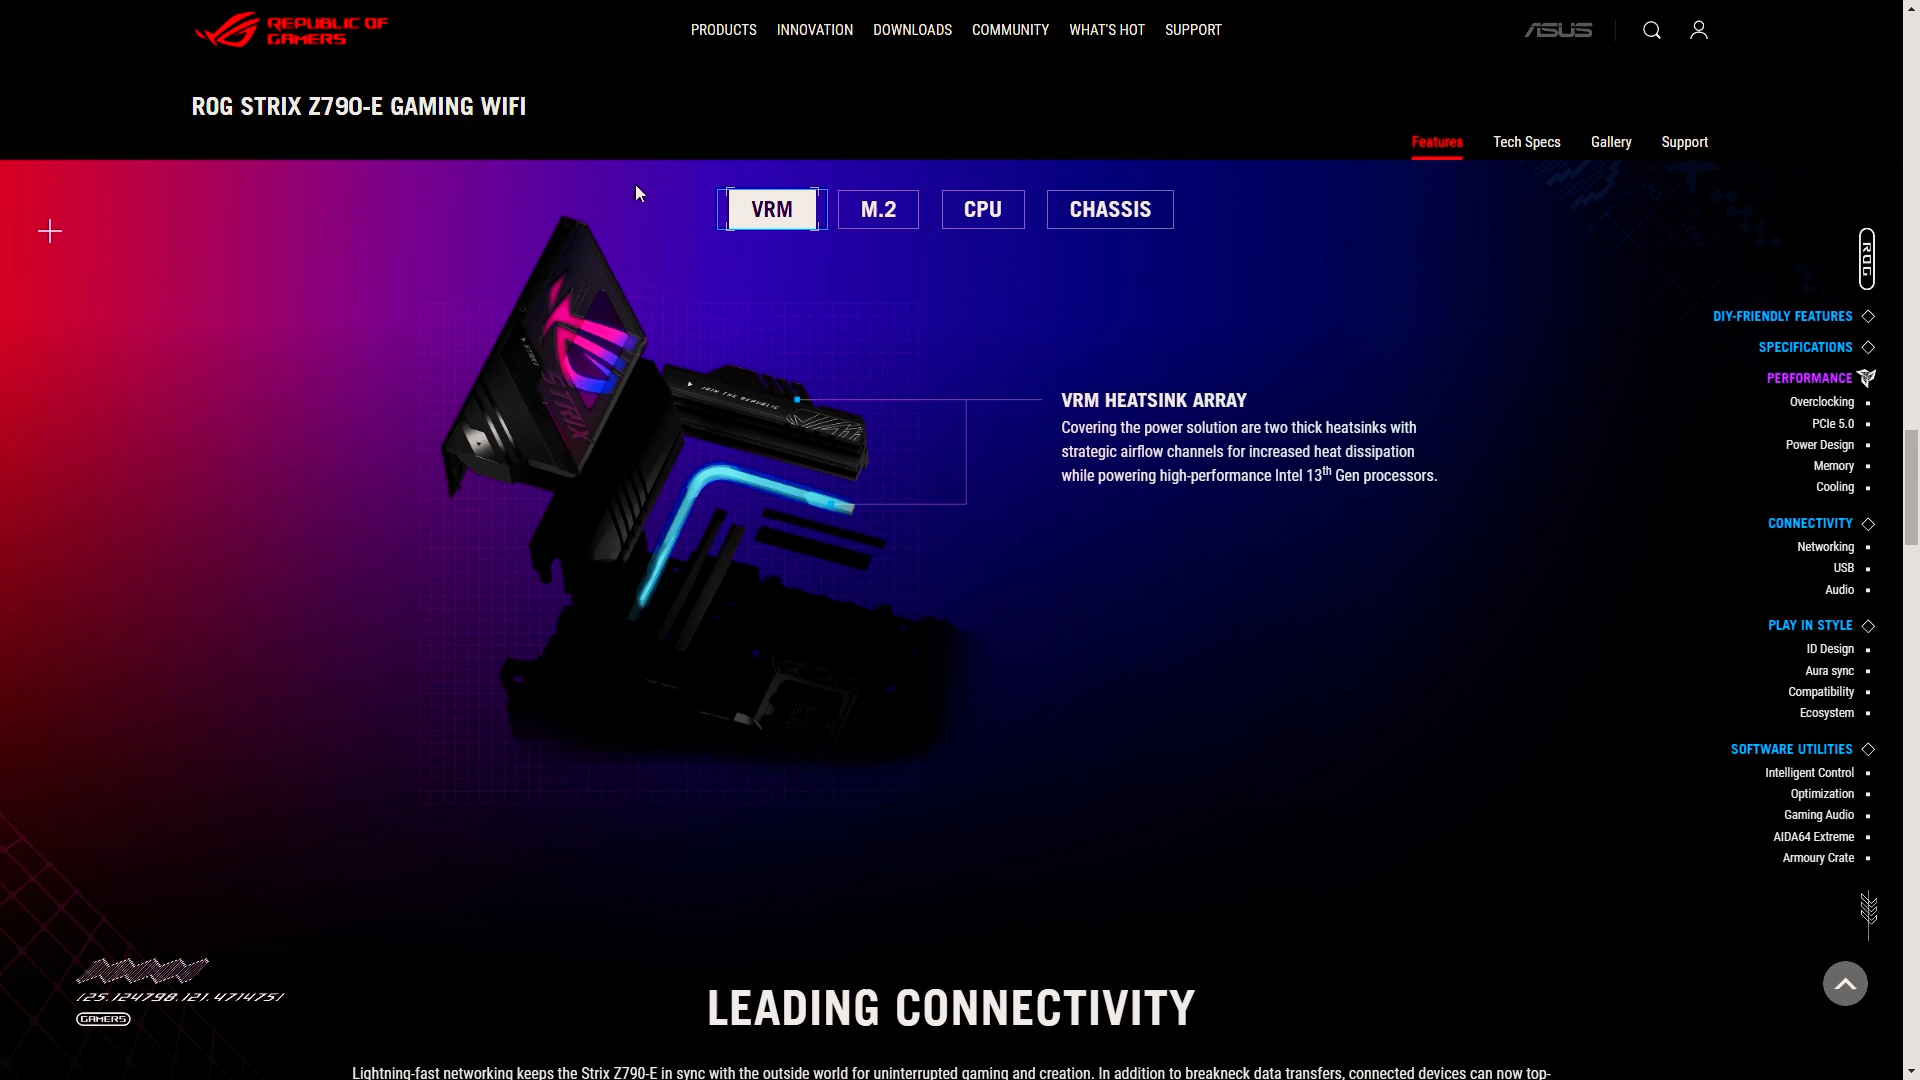 REPUBLIC OF
GAMERS
PRODUCTS INNOVATION DOWNLOADS COMMUNITY WHAT'S HOT SUPPORT
ASUS
ROG STRIX Z790-E GAMING WIFI
Features Tech Specs Gallery Support
VRM M.2 CPU CHASSIS
ROG
STRIX
STRIX
JOIN THE REPUBLIC
VRM HEATSINK ARRAY
Covering the power solution are two thick heatsinks with
strategic airflow channels for increased heat dissipation
while powering high-performance Intel 13th Gen processors.
DIY-FRIENDLY FEATURES
SPECIFICATIONS
PERFORMANCE
Overclocking
PCIe 5.0
Power Design
Memory
Cooling
CONNECTIVITY
Networking
USB
Audio
PLAY IN STYLE
ID Design
Aura sync
Compatibility
Ecosystem
SOFTWARE UTILITIES
Intelligent Control
Optimization
Gaming Audio
AIDA64 Extreme
Armoury Crate
GAMERS
LEADING CONNECTIVITY
Lightning-fast networking keeps the Strix Z790-E in sync with the outside world for uninterrupted gaming and creation. In addition to breakneck data transfers, connected devices can now top-